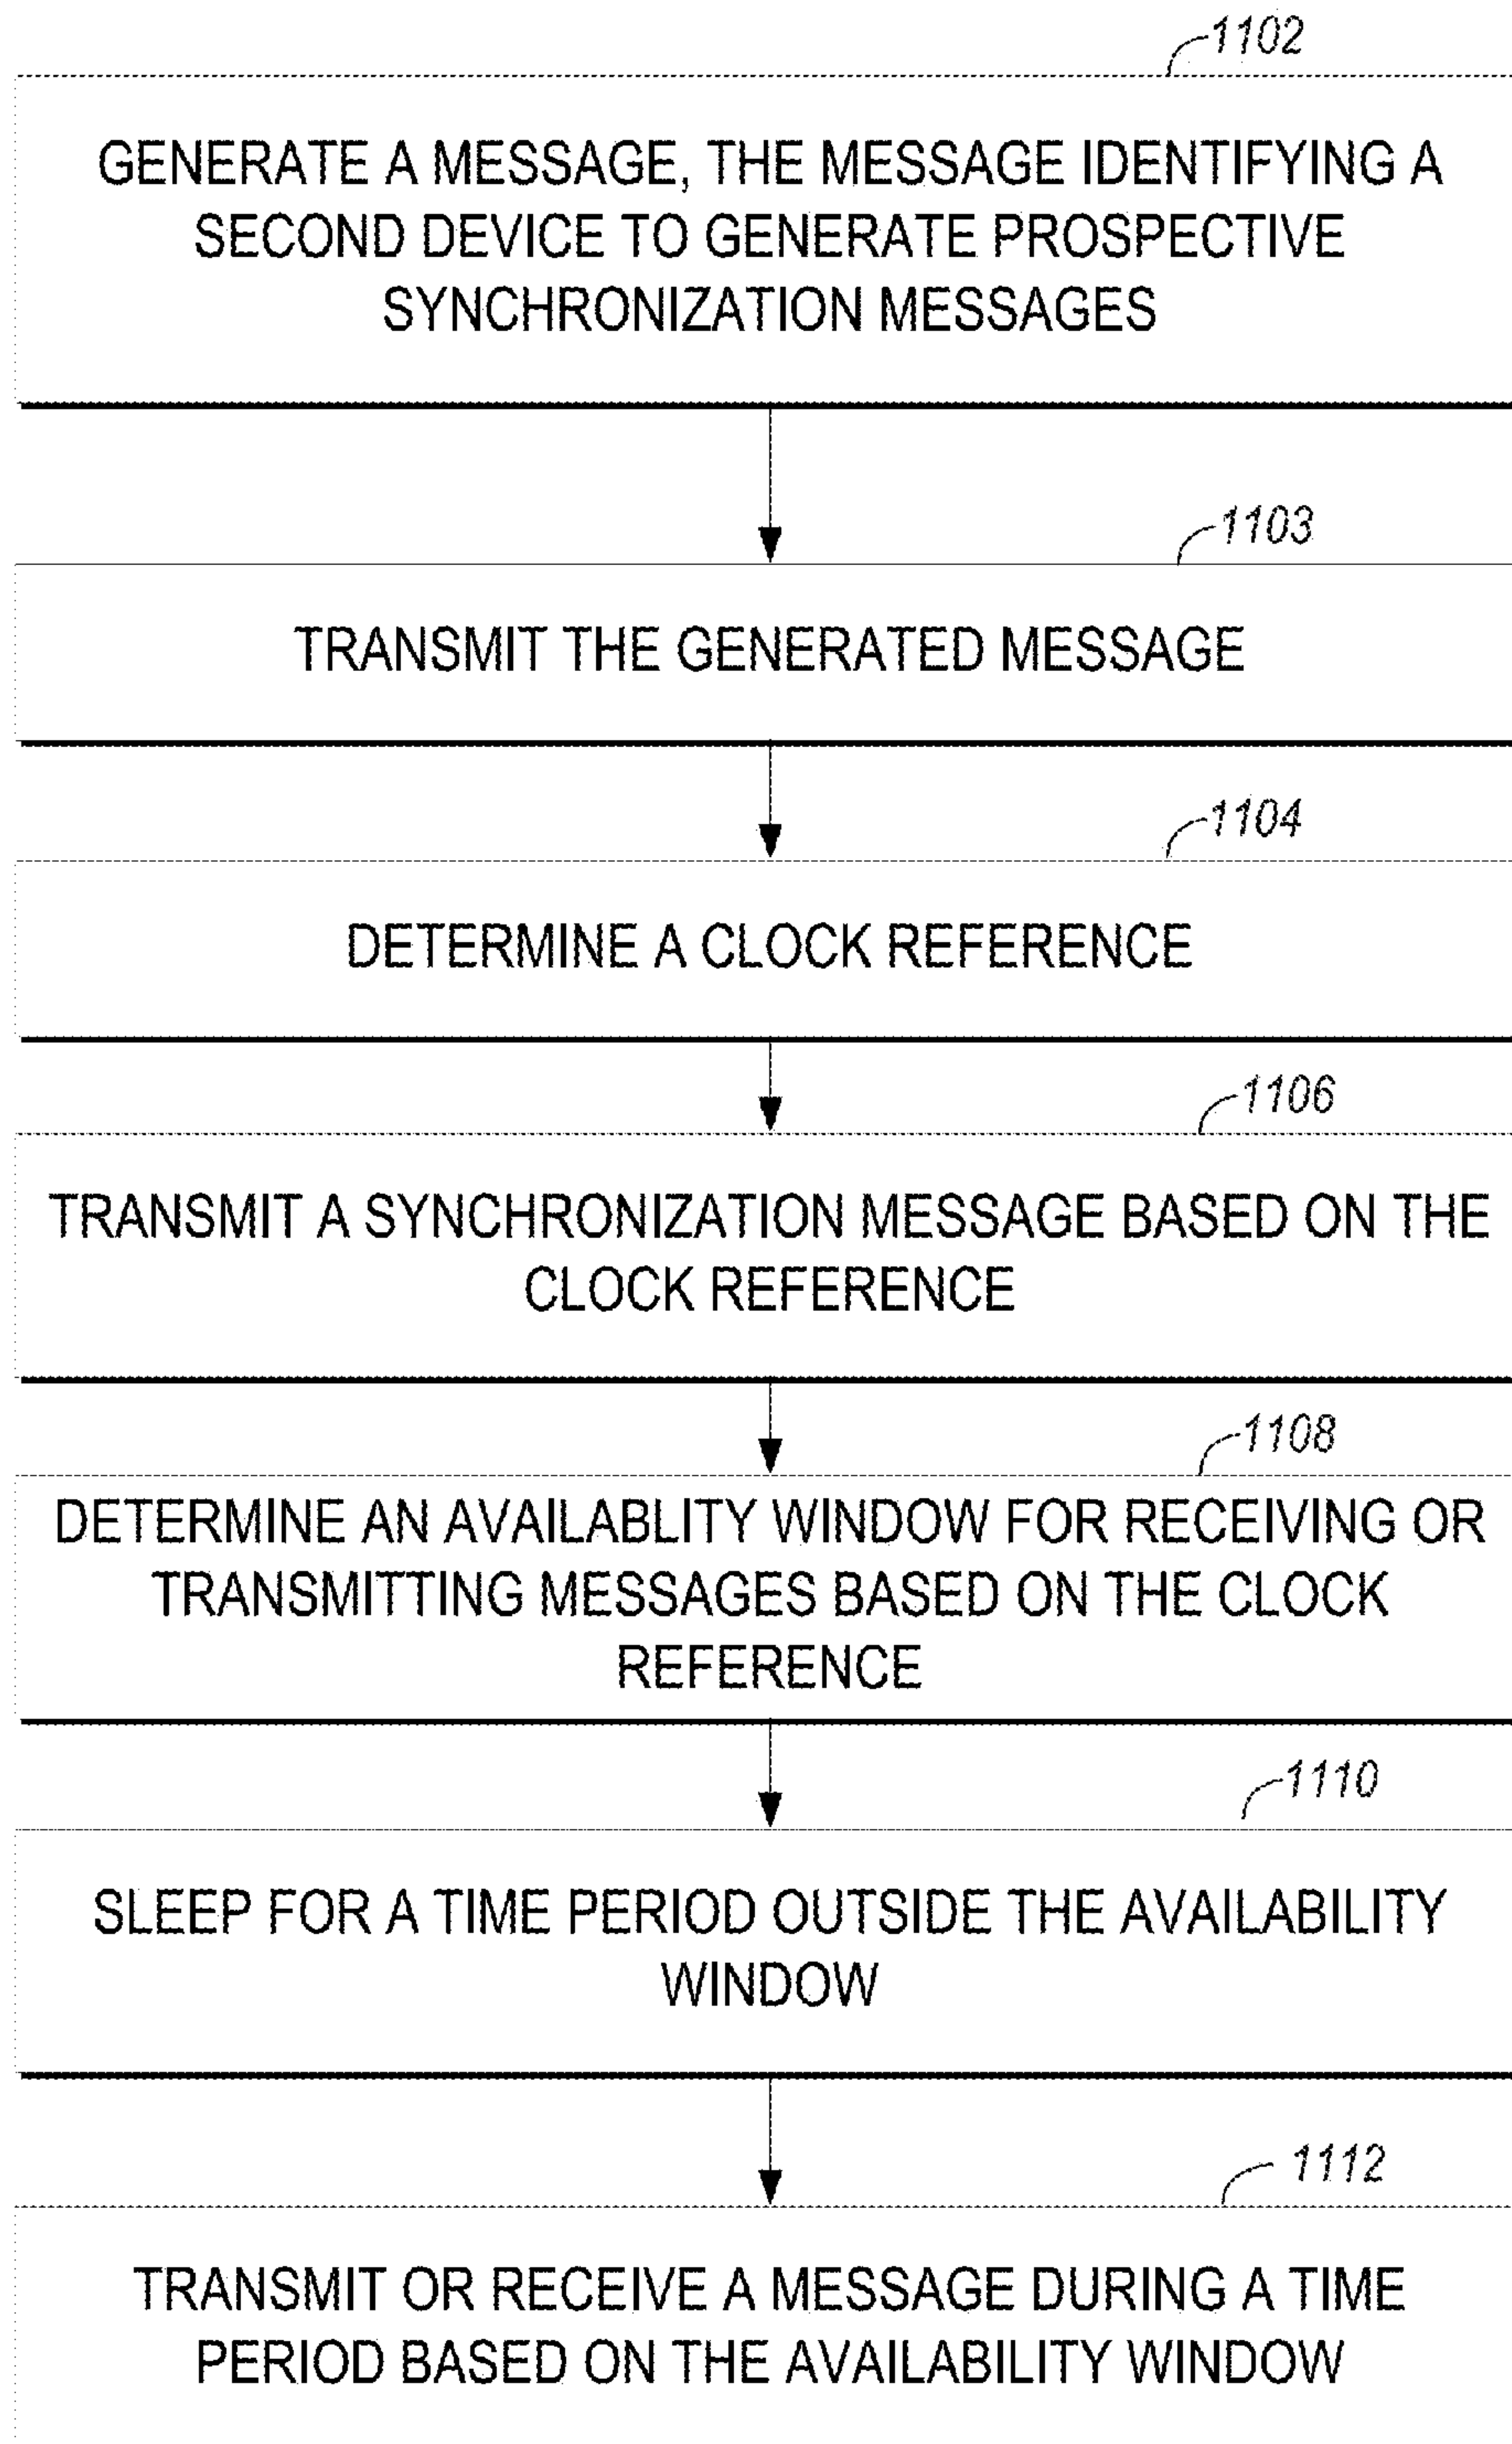 1102
GENERATE A MESSAGE, THE MESSAGE IDENTIFYING A
SECOND DEVICE TO GENERATE PROSPECTIVE
SYNCHRONIZATION MESSAGES
1103
TRANSMIT THE GENERATED MESSAGE
1104
DETERMINE A CLOCK REFERENCE
1106
TRANSMIT A SYNCHRONIZATION MESSAGE BASED ON THE
CLOCK REFERENCE
1108
DETERMINE AN AVAILABLITY WINDOW FOR RECEIVING OR
TRANSMITTING MESSAGES BASED ON THE CLOCK
REFERENCE
1110
SLEEP FOR A TIME PERIOD OUTSIDE THE AVAILABILITY
WINDOW
1112
TRANSMIT OR RECEIVE A MESSAGE DURING A TIME
PERIOD BASED ON THE AVAILABILITY WINDOW